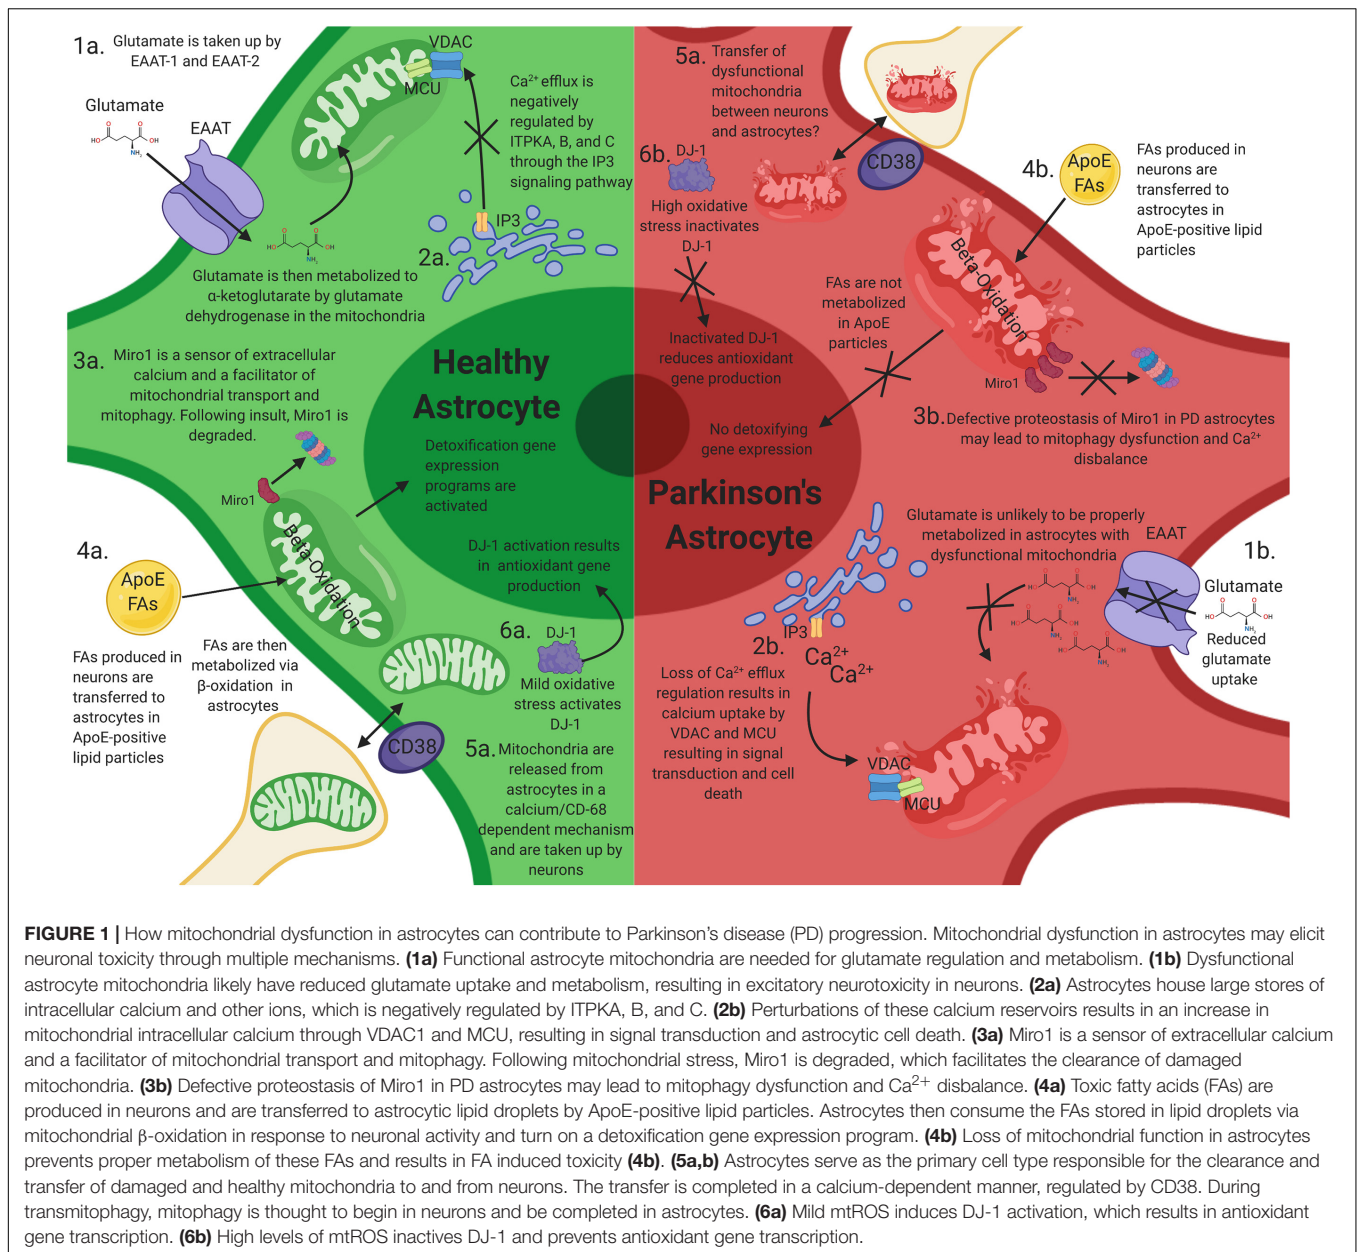 1a. Glutamate is taken up by
EAAT-1 and EAAT-2
Glutamate
EAAT
HO
O
O
OH
NH₂
HO
O
O
OH
NH₂
Glutamate is then metabolized to
α-ketoglutarate by glutamate
dehydrogenase in the mitochondria
VDAC
MCU
Ca²⁺ efflux is
negatively
regulated by
ITPKA, B, and C
through the IP3
signaling pathway
IP3
2a.
3a. Miro1 is a sensor of extracellular
calcium and a facilitator of
mitochondrial transport and
mitophagy. Following insult, Miro1 is
degraded.
Miro1
Healthy
Astrocyte
Detoxification gene
expression
programs are
activated
Beta-Oxidation
4a.
ApoE
FAs
FAs produced in
neurons are
transferred to
astrocytes in
ApoE-positive
lipid particles
FAs are then
metabolized via
β-oxidation in
astrocytes
DJ-1 activation results
in antioxidant gene
production
6a. DJ-1
Mild oxidative
stress activates
DJ-1
CD38
5a. Mitochondria are
released from
astrocytes in a
calcium/CD-68
dependent mechanism
and are taken up by
neurons
5a. Transfer of
dysfunctional
mitochondria
between neurons
and astrocytes?
CD38
6b. DJ-1
High oxidative
stress inactivates
DJ-1
Inactivated DJ-1
reduces antioxidant
gene production
4b. ApoE
FAs
FAs produced in
neurons are
transferred to
astrocytes in
ApoE-positive lipid
particles
Beta-Oxidation
FAs are not
metabolized
in ApoE
particles
No detoxifying
gene expression
Miro1
3b. Defective proteostasis of Miro1 in PD astrocytes
may lead to mitophagy dysfunction and Ca²⁺
disbalance
Parkinson's
Astrocyte
Glutamate is unlikely to be properly
metabolized in astrocytes with
dysfunctional mitochondria
EAAT
1b.
Glutamate
HO
O
O
OH
NH₂
Reduced
glutamate
uptake
HO
O
O
OH
NH₂
HO
O
O
OH
NH₂
HO
O
O
OH
NH₂
IP3
2b. Ca²⁺
Ca²⁺
Loss of Ca²⁺ efflux
regulation results in
calcium uptake by
VDAC and MCU
resulting in signal
transduction and cell
death
VDAC
MCU
FIGURE 1 | How mitochondrial dysfunction in astrocytes can contribute to Parkinson’s disease (PD) progression. Mitochondrial dysfunction in astrocytes may elicit
neuronal toxicity through multiple mechanisms. (1a) Functional astrocyte mitochondria are needed for glutamate regulation and metabolism. (1b) Dysfunctional
astrocyte mitochondria likely have reduced glutamate uptake and metabolism, resulting in excitatory neurotoxicity in neurons. (2a) Astrocytes house large stores of
intracellular calcium and other ions, which is negatively regulated by ITPKA, B, and C. (2b) Perturbations of these calcium reservoirs results in an increase in
mitochondrial intracellular calcium through VDAC1 and MCU, resulting in signal transduction and astrocytic cell death. (3a) Miro1 is a sensor of extracellular calcium
and a facilitator of mitochondrial transport and mitophagy. Following mitochondrial stress, Miro1 is degraded, which facilitates the clearance of damaged
mitochondria. (3b) Defective proteostasis of Miro1 in PD astrocytes may lead to mitophagy dysfunction and Ca²⁺ disbalance. (4a) Toxic fatty acids (FAs) are
produced in neurons and are transferred to astrocytic lipid droplets by ApoE-positive lipid particles. Astrocytes then consume the FAs stored in lipid droplets via
mitochondrial β-oxidation in response to neuronal activity and turn on a detoxification gene expression program. (4b) Loss of mitochondrial function in astrocytes
prevents proper metabolism of these FAs and results in FA induced toxicity (4b). (5a,b) Astrocytes serve as the primary cell type responsible for the clearance and
transfer of damaged and healthy mitochondria to and from neurons. The transfer is completed in a calcium-dependent manner, regulated by CD38. During
transmitophagy, mitophagy is thought to begin in neurons and be completed in astrocytes. (6a) Mild mtROS induces DJ-1 activation, which results in antioxidant
gene transcription. (6b) High levels of mtROS inactives DJ-1 and prevents antioxidant gene transcription.